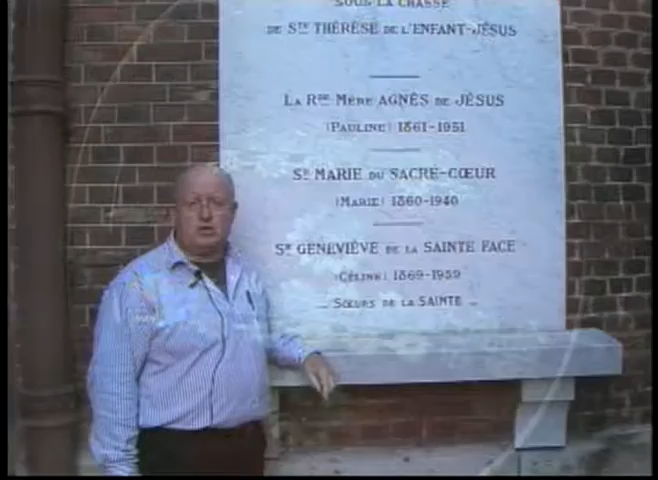 SOUS LA CHÂSSE
DE STE THÉRÈSE DE L'ENFANT-JÉSUS
LA RDE MÈRE AGNÈS DE JÉSUS
(PAULINE) 1861-1951
SR MARIE DU SACRÉ-CŒUR
(MARIE) 1860-1940
SR GENEVIÈVE DE LA SAINTE FACE
(CÉLINE) 1869-1959
_ SŒURS DE LA SAINTE _